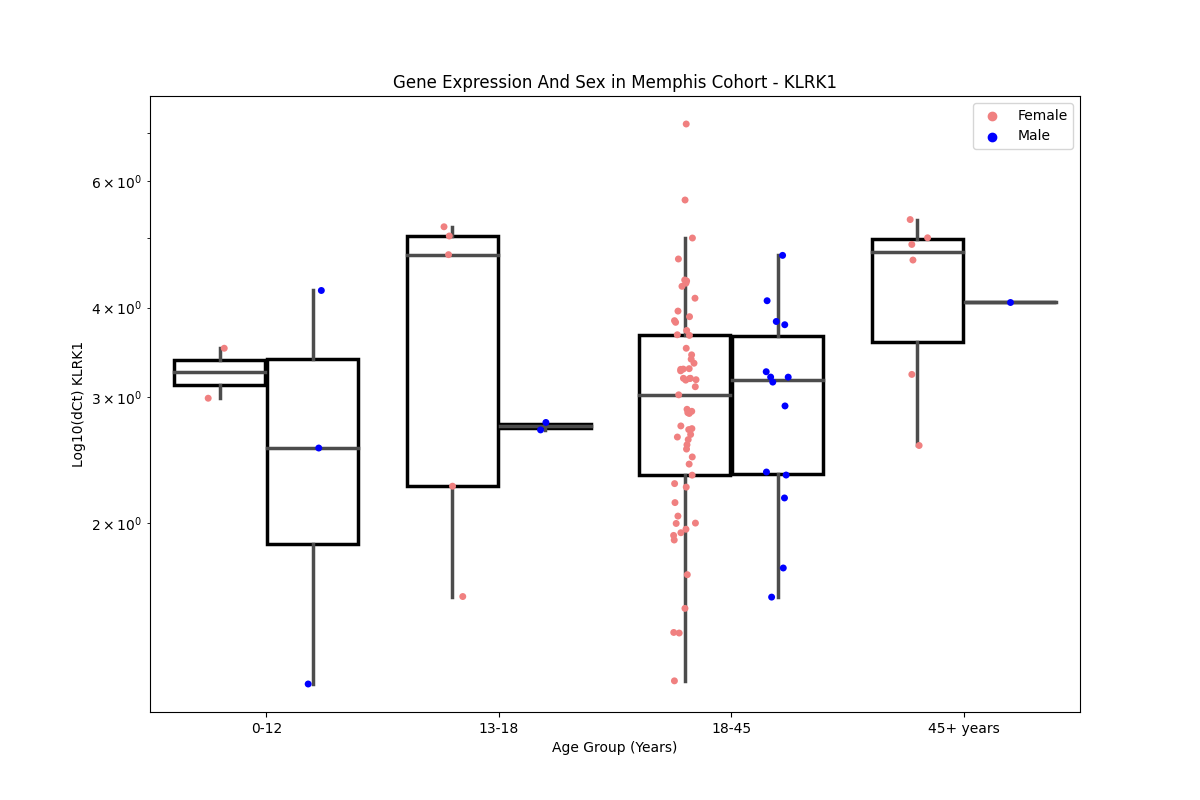 Gene Expression And Sex in Memphis Cohort - KLRK1
Female
Male
6 × 10⁰
4 × 10⁰
3 × 10⁰
2 × 10⁰
Log10(dCt) KLRK1
0-12
13-18
18-45
45+ years
Age Group (Years)